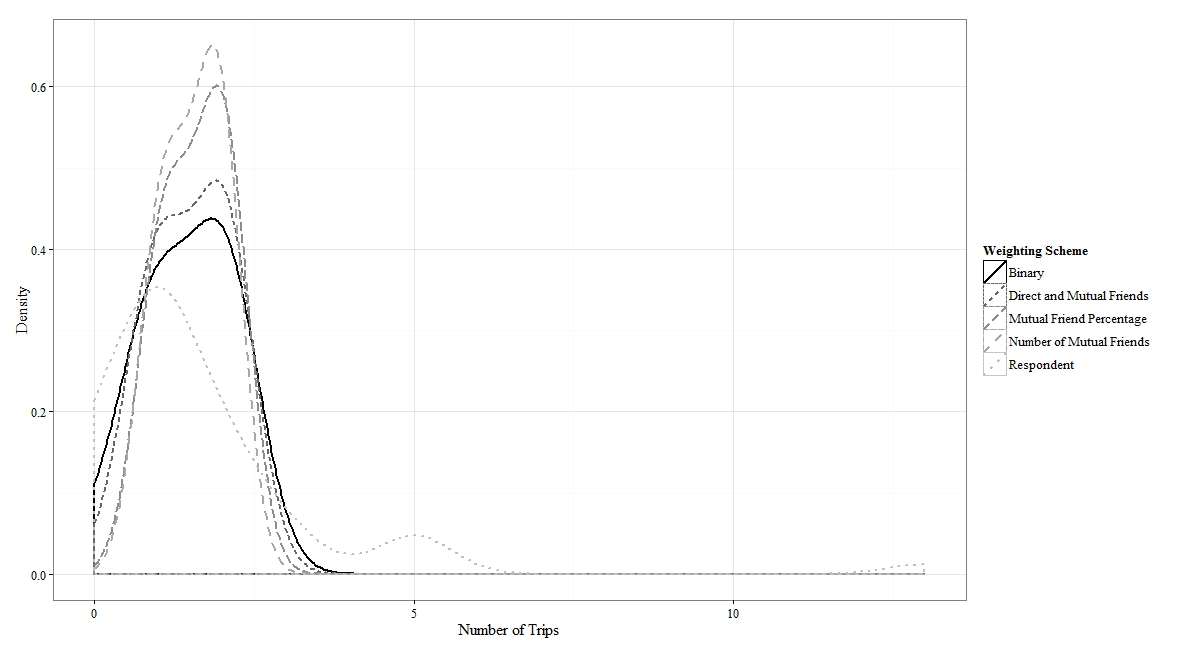 0.6
0.4
0.2
0.0
Density
0
5
10
Number of Trips
Weighting Scheme
Binary
Direct and Mutual Friends
Mutual Friend Percentage
Number of Mutual Friends
Respondent